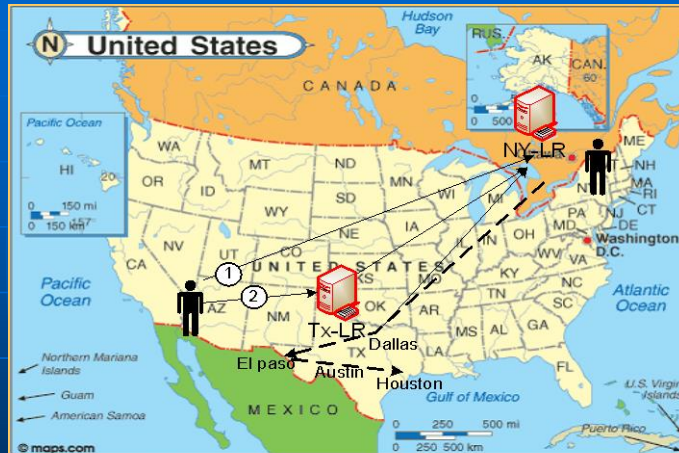 Hudson
Bay
N
United States
RUS.
AK
CAN.
60
500
CANADA
Pacific Ocean
HI
20
157
0 150 mi
0 150 km
NY-LR
WA
OR
ID
MT
ND
SD
WY
MN
WI
MI
ME
NH
MA
RI
CT
NJ
DE
PA
MD
OH
WV
VA
Washington
D.C.
NE
IA
IL
IN
KY
NV
CA
UT
CO
KS
MO
UNITED STATES
1
2
AZ
NM
OK
AR
TN
NC
SC
MS
AL
GA
LA
FL
TX
Tx-LR
Dallas
El paso
Austin
Houston
Pacific
Ocean
Atlantic
Ocean
Northern Mariana
Islands
Guam
American Samoa
MEXICO
Gulf of Mexico
0 250 500 mi
0 250 500 km
U.S. Virgin
Islands
Puerto Rico
© maps.com